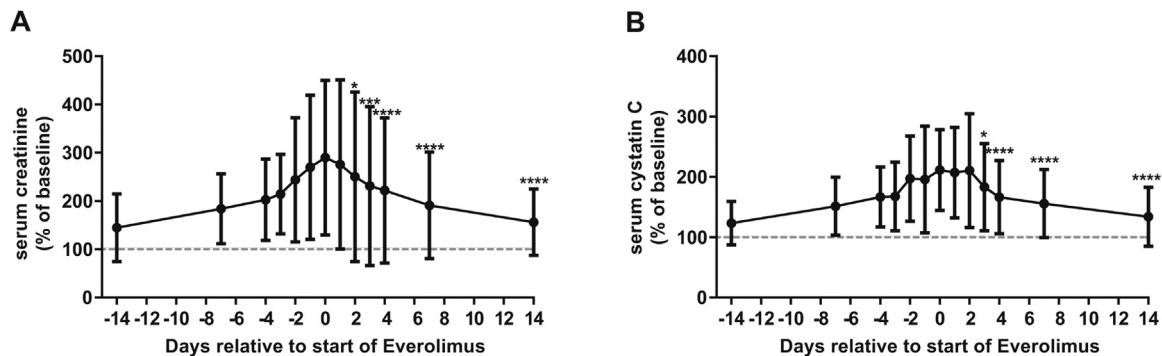 A
500
400
300
200
100
0
serum creatinine
(% of baseline)
*
***
****
****
****
-14 -12 -10 -8 -6 -4 -2 0 2 4 6 8 10 12 14
Days relative to start of Everolimus
B
400
300
200
100
0
serum cystatin C
(% of baseline)
*
****
****
****
-14 -12 -10 -8 -6 -4 -2 0 2 4 6 8 10 12 14
Days relative to start of Everolimus